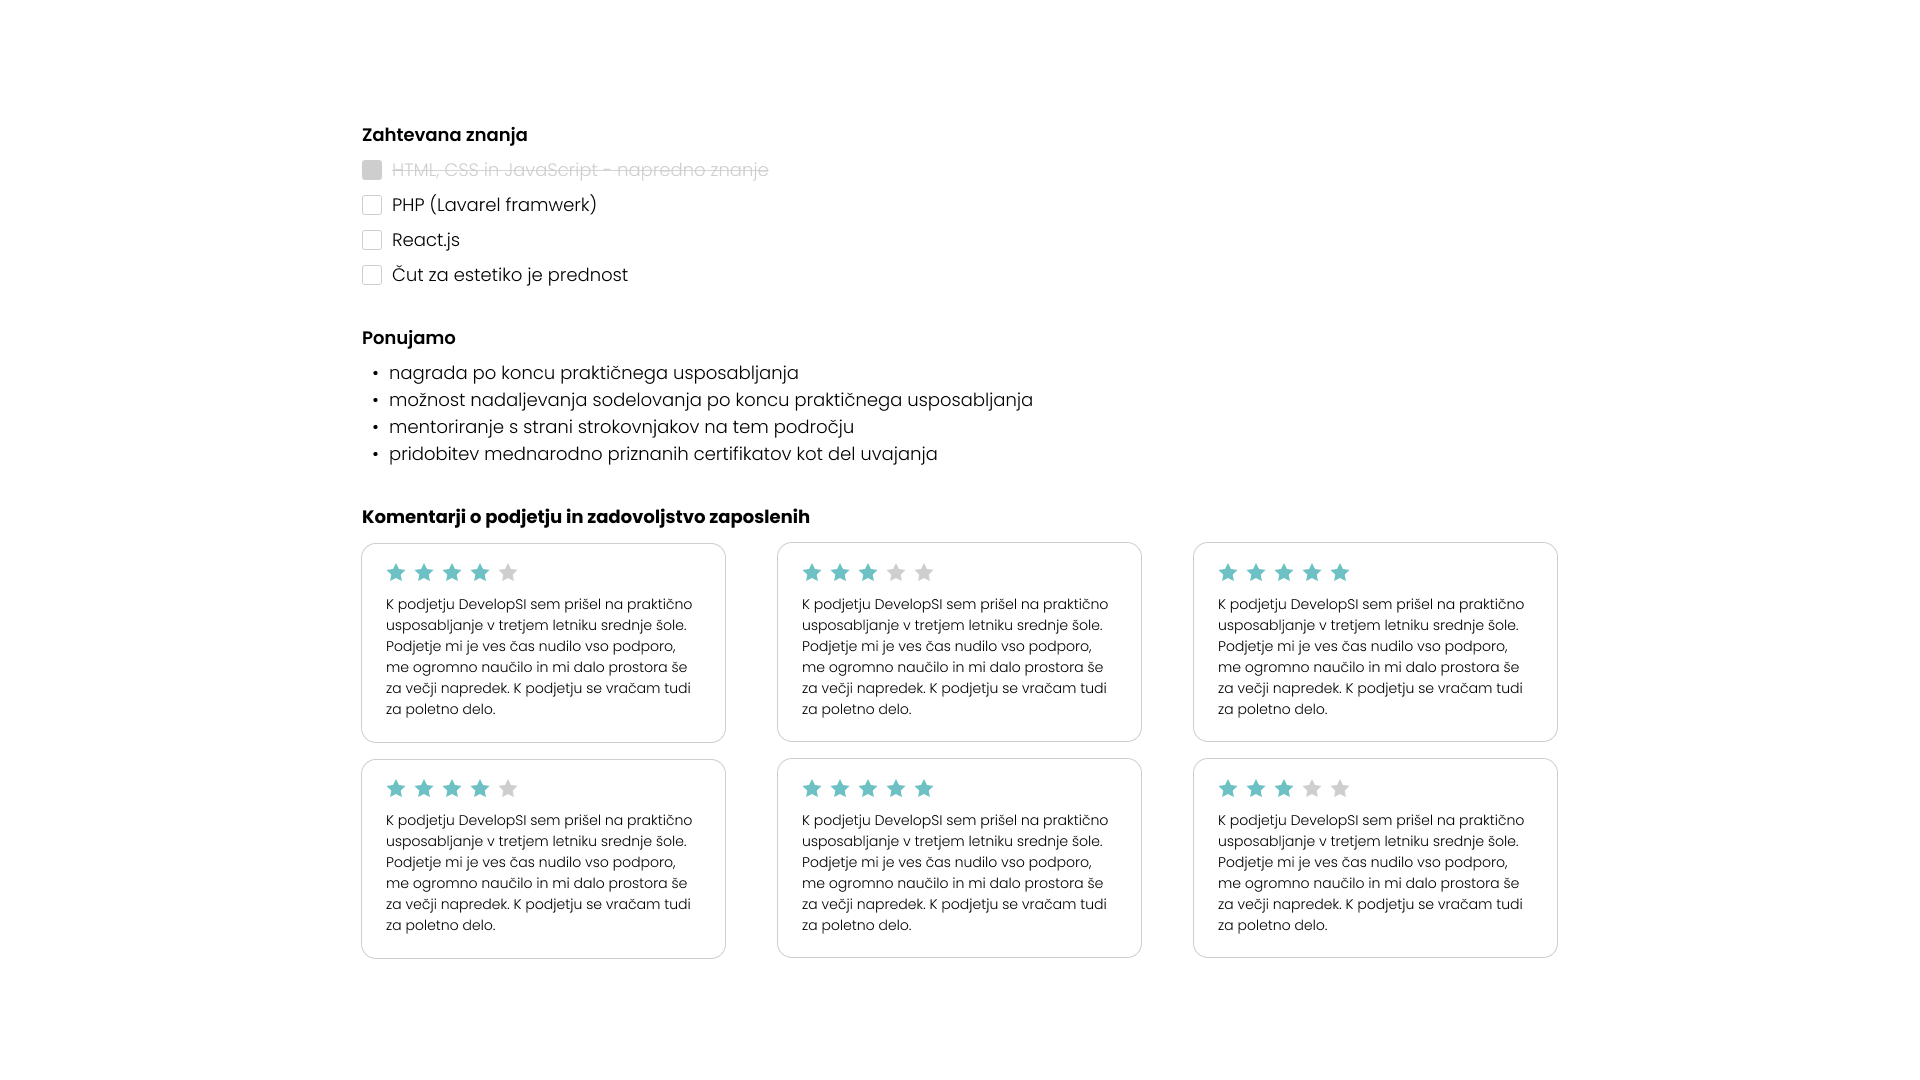 Zahtevana znanja
HTML, CSS in JavaScript - napredno znanje
PHP (Lavarel framwerk)
React.js
Čut za estetiko je prednost
Ponujamo
• nagrada po koncu praktičnega usposabljanja
• možnost nadaljevanja sodelovanja po koncu praktičnega usposabljanja
• mentoriranje s strani strokovnjakov na tem področju
• pridobitev mednarodno priznanih certifikatov kot del uvajanja
Komentarji o podjetju in zadovoljstvo zaposlenih
K podjetju DevelopSI sem prišel na praktično
usposabljanje v tretjem letniku srednje šole.
Podjetje mi je ves čas nudilo vso podporo,
me ogromno naučilo in mi dalo prostora še
za večji napredek. K podjetju se vračam tudi
za poletno delo.
K podjetju DevelopSI sem prišel na praktično
usposabljanje v tretjem letniku srednje šole.
Podjetje mi je ves čas nudilo vso podporo,
me ogromno naučilo in mi dalo prostora še
za večji napredek. K podjetju se vračam tudi
za poletno delo.
K podjetju DevelopSI sem prišel na praktično
usposabljanje v tretjem letniku srednje šole.
Podjetje mi je ves čas nudilo vso podporo,
me ogromno naučilo in mi dalo prostora še
za večji napredek. K podjetju se vračam tudi
za poletno delo.
K podjetju DevelopSI sem prišel na praktično
usposabljanje v tretjem letniku srednje šole.
Podjetje mi je ves čas nudilo vso podporo,
me ogromno naučilo in mi dalo prostora še
za večji napredek. K podjetju se vračam tudi
za poletno delo.
K podjetju DevelopSI sem prišel na praktično
usposabljanje v tretjem letniku srednje šole.
Podjetje mi je ves čas nudilo vso podporo,
me ogromno naučilo in mi dalo prostora še
za večji napredek. K podjetju se vračam tudi
za poletno delo.
K podjetju DevelopSI sem prišel na praktično
usposabljanje v tretjem letniku srednje šole.
Podjetje mi je ves čas nudilo vso podporo,
me ogromno naučilo in mi dalo prostora še
za večji napredek. K podjetju se vračam tudi
za poletno delo.